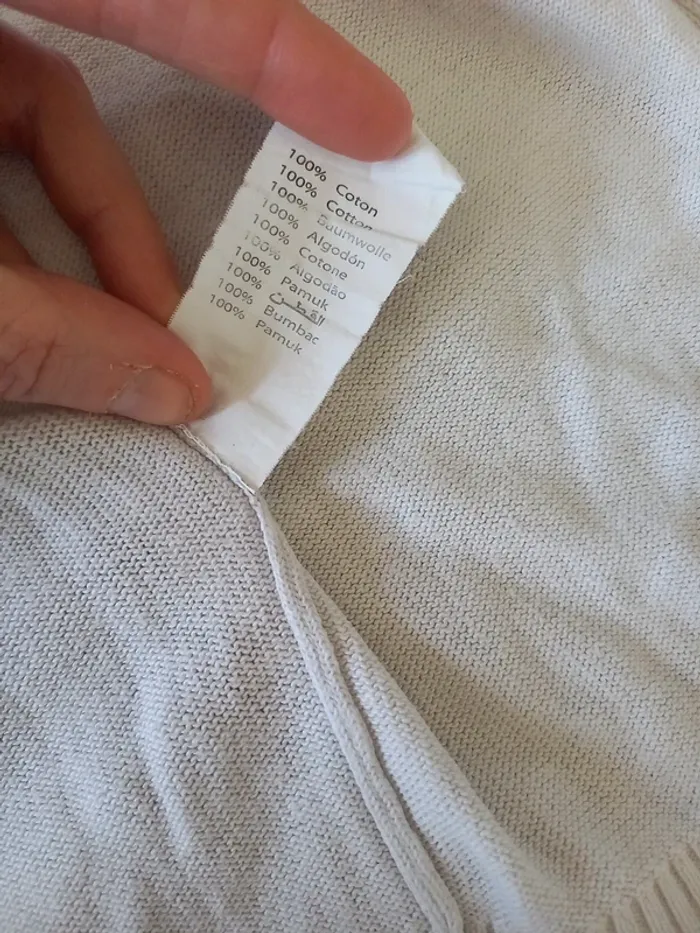 100% Coton
100% Cotton
100% Baumwolle
100% Algodón
100% Cotone
100% Algodão
100% Pamuk
100% القطن
100% Bumbac
100% Pamuk